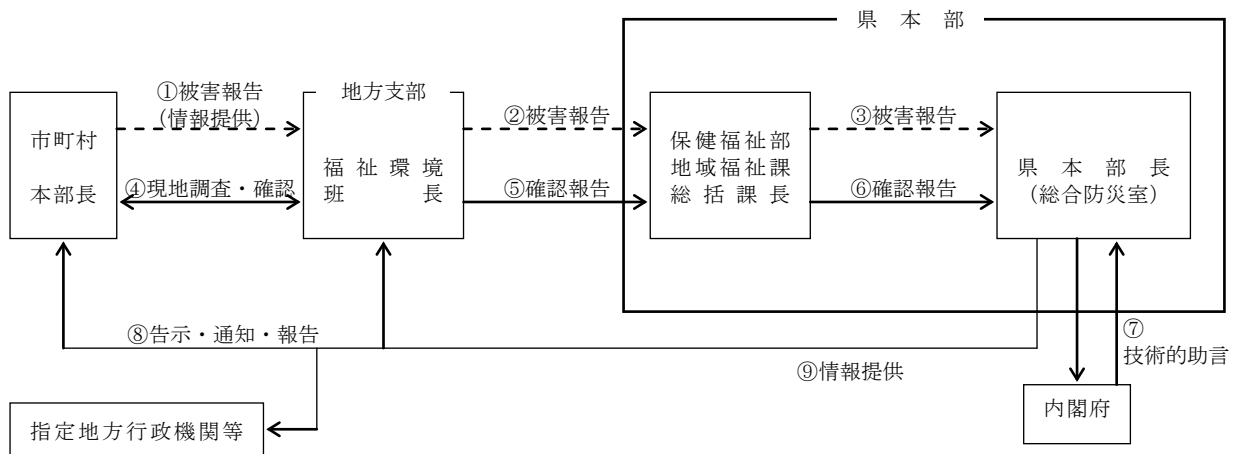 県本部
①被害報告
(情報提供)
地方支部
②被害報告
③被害報告
市町村
本部長
福祉環境
班長
保健福祉部
地域福祉課
総括課長
県本部長
(総合防災室)
④現地調査・確認
⑤確認報告
⑥確認報告
⑧告示・通知・報告
⑦
技術的助言
⑨情報提供
内閣府
指定地方行政機関等